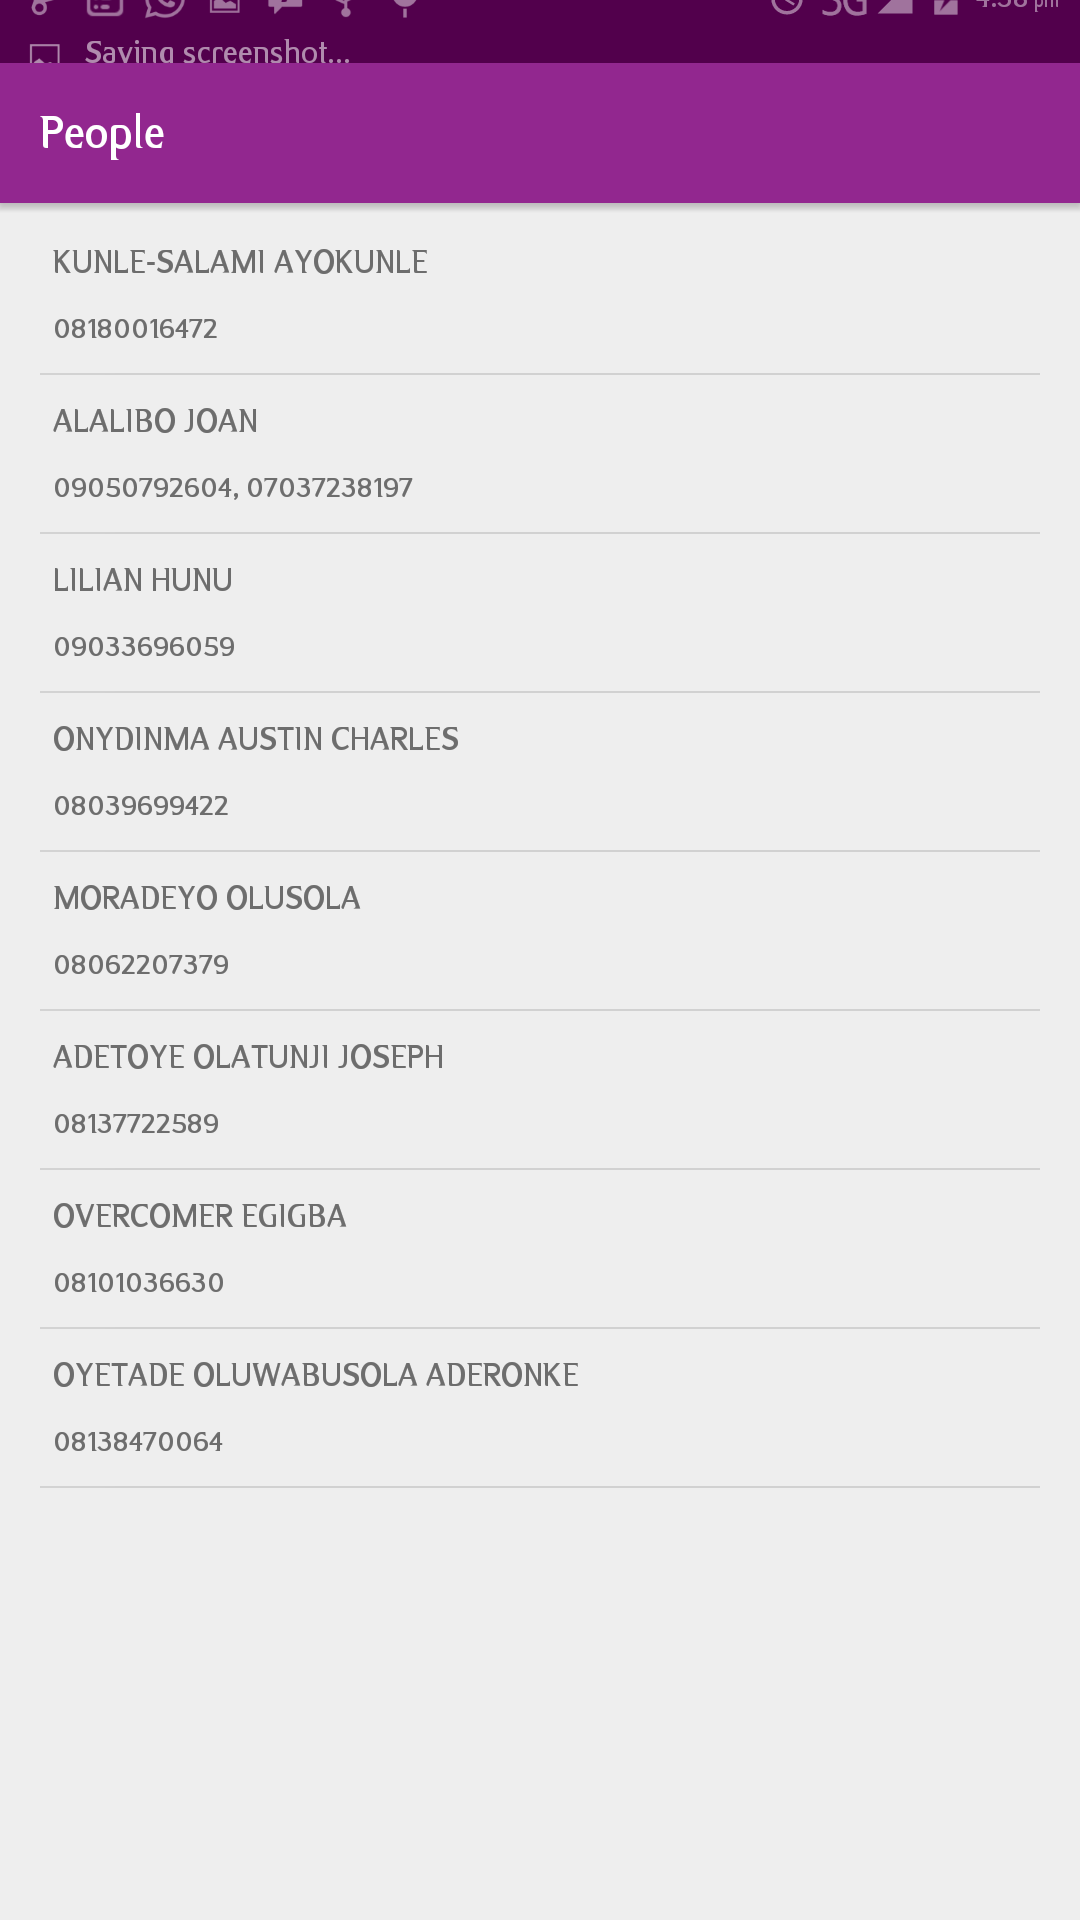 3G 4:58 pm
Saving screenshot...
People
KUNLE-SALAMI AYOKUNLE
08180016472
ALALIBO JOAN
09050792604, 07037238197
LILIAN HUNU
09033696059
ONYDINMA AUSTIN CHARLES
08039699422
MORADEYO OLUSOLA
08062207379
ADETOYE OLATUNJI JOSEPH
08137722589
OVERCOMER EGIGBA
08101036630
OYETADE OLUWABUSOLA ADERONKE
08138470064